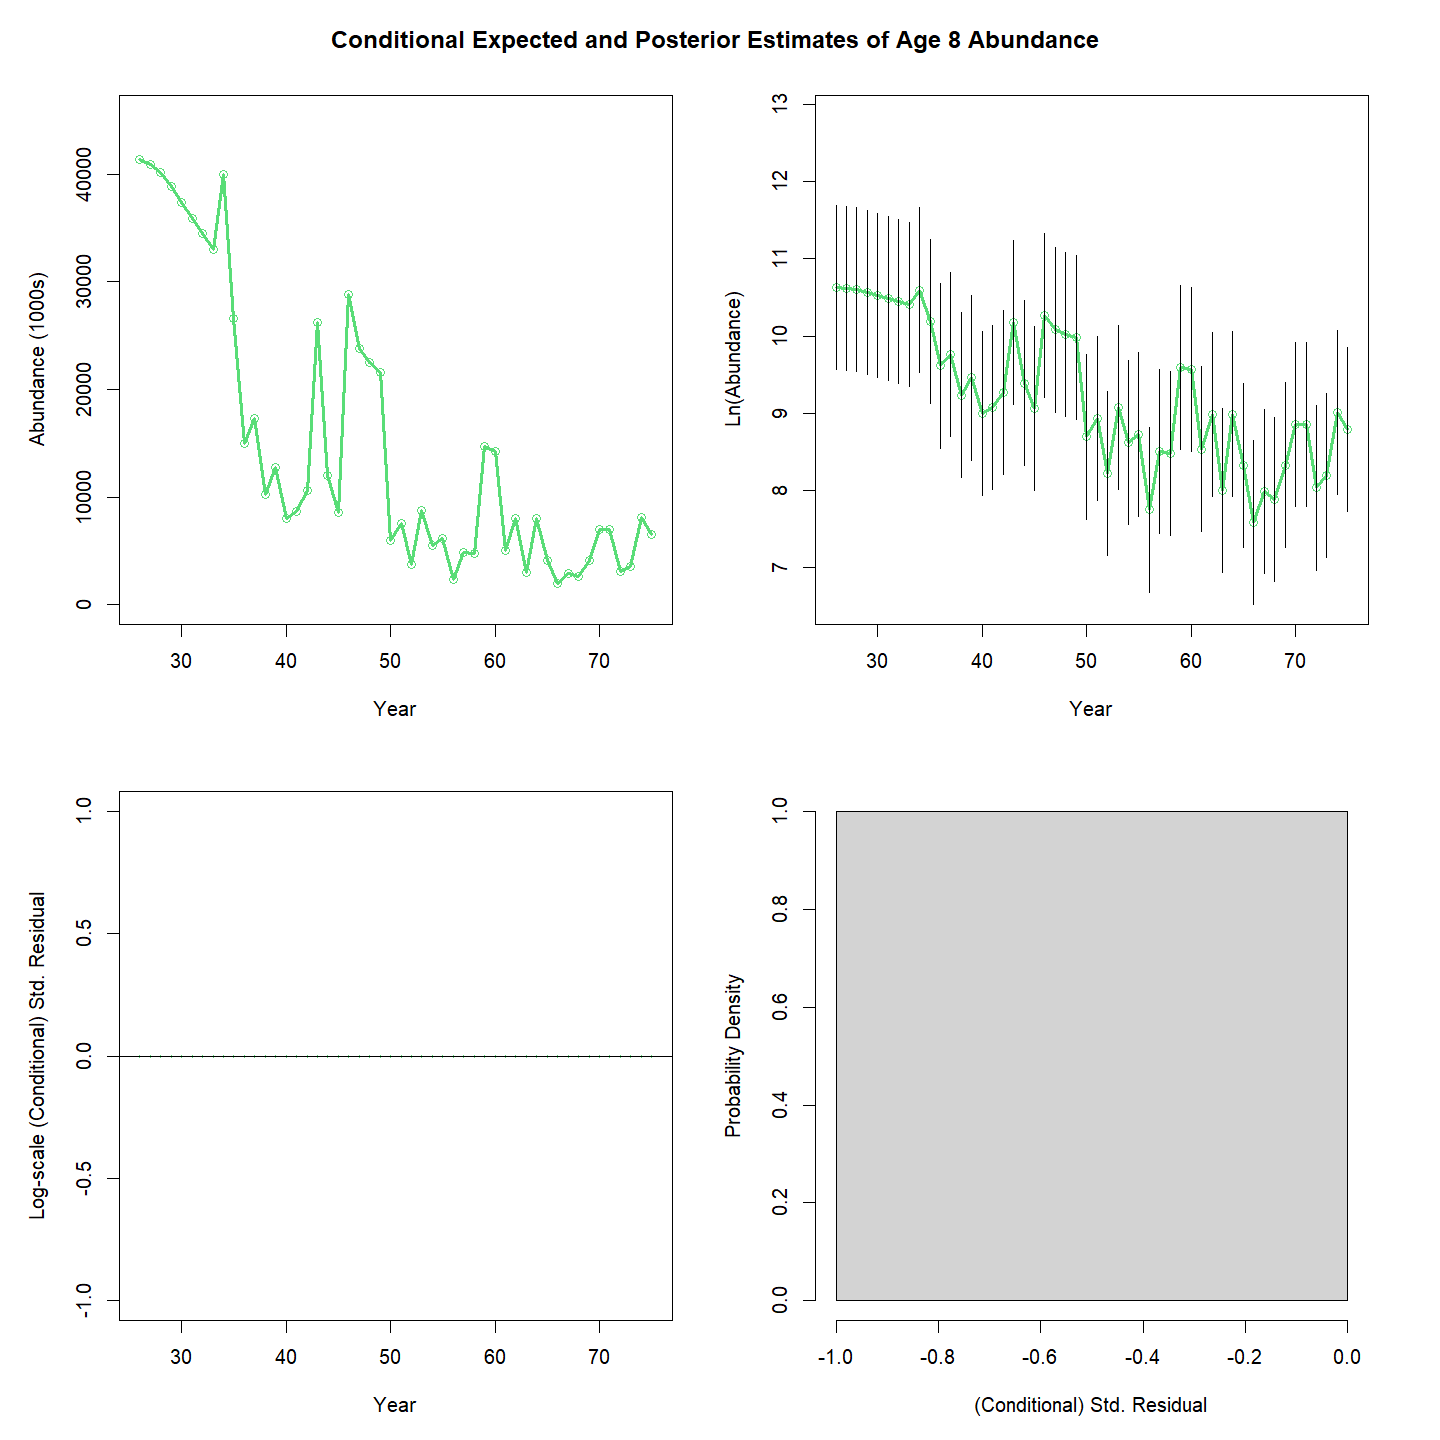 Conditional Expected and Posterior Estimates of Age 8 Abundance
Abundance (1000s)
40000
30000
20000
10000
0
30 40 50 60 70
Year
Ln(Abundance)
13
12
11
10
9
8
7
30 40 50 60 70
Year
Log-scale (Conditional) Std. Residual
1.0
0.5
0.0
-0.5
-1.0
30 40 50 60 70
Year
Probability Density
1.0
0.8
0.6
0.4
0.2
0.0
-1.0 -0.8 -0.6 -0.4 -0.2 0.0
(Conditional) Std. Residual